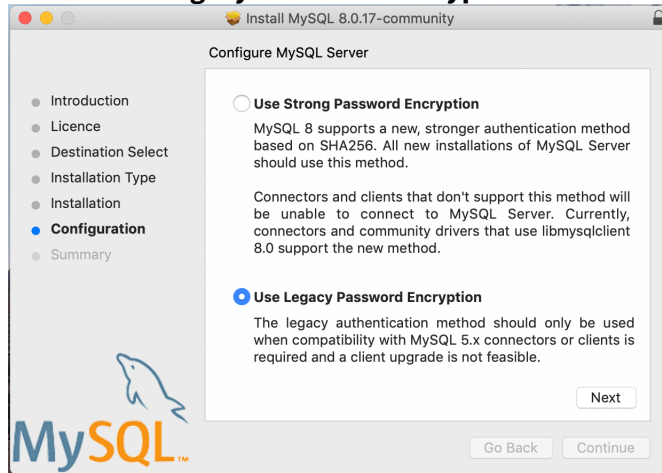 Install MySQL 8.0.17-community
Configure MySQL Server
Introduction
Licence
Destination Select
Installation Type
Installation
Configuration
Summary
Use Strong Password Encryption
MySQL 8 supports a new, stronger authentication method
based on SHA256. All new installations of MySQL Server
should use this method.
Connectors and clients that don't support this method will
be unable to connect to MySQL Server. Currently,
connectors and community drivers that use libmysqlclient
8.0 support the new method.
Use Legacy Password Encryption
The legacy authentication method should only be used
when compatibility with MySQL 5.x connectors or clients is
required and a client upgrade is not feasible.
Next
MySQL™
Go Back
Continue